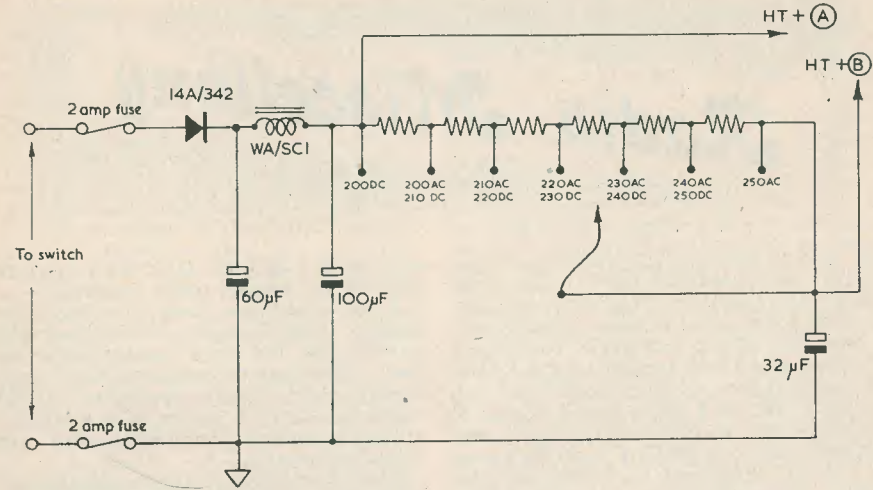 HT + A
HT + B
14A/342
2 amp fuse
WA/SC1
200DC
200AC
210 DC
210AC
220DC
220AC
230DC
230AC
240DC
240AC
250DC
250AC
To switch
60µF
100µF
32 µF
2 amp fuse